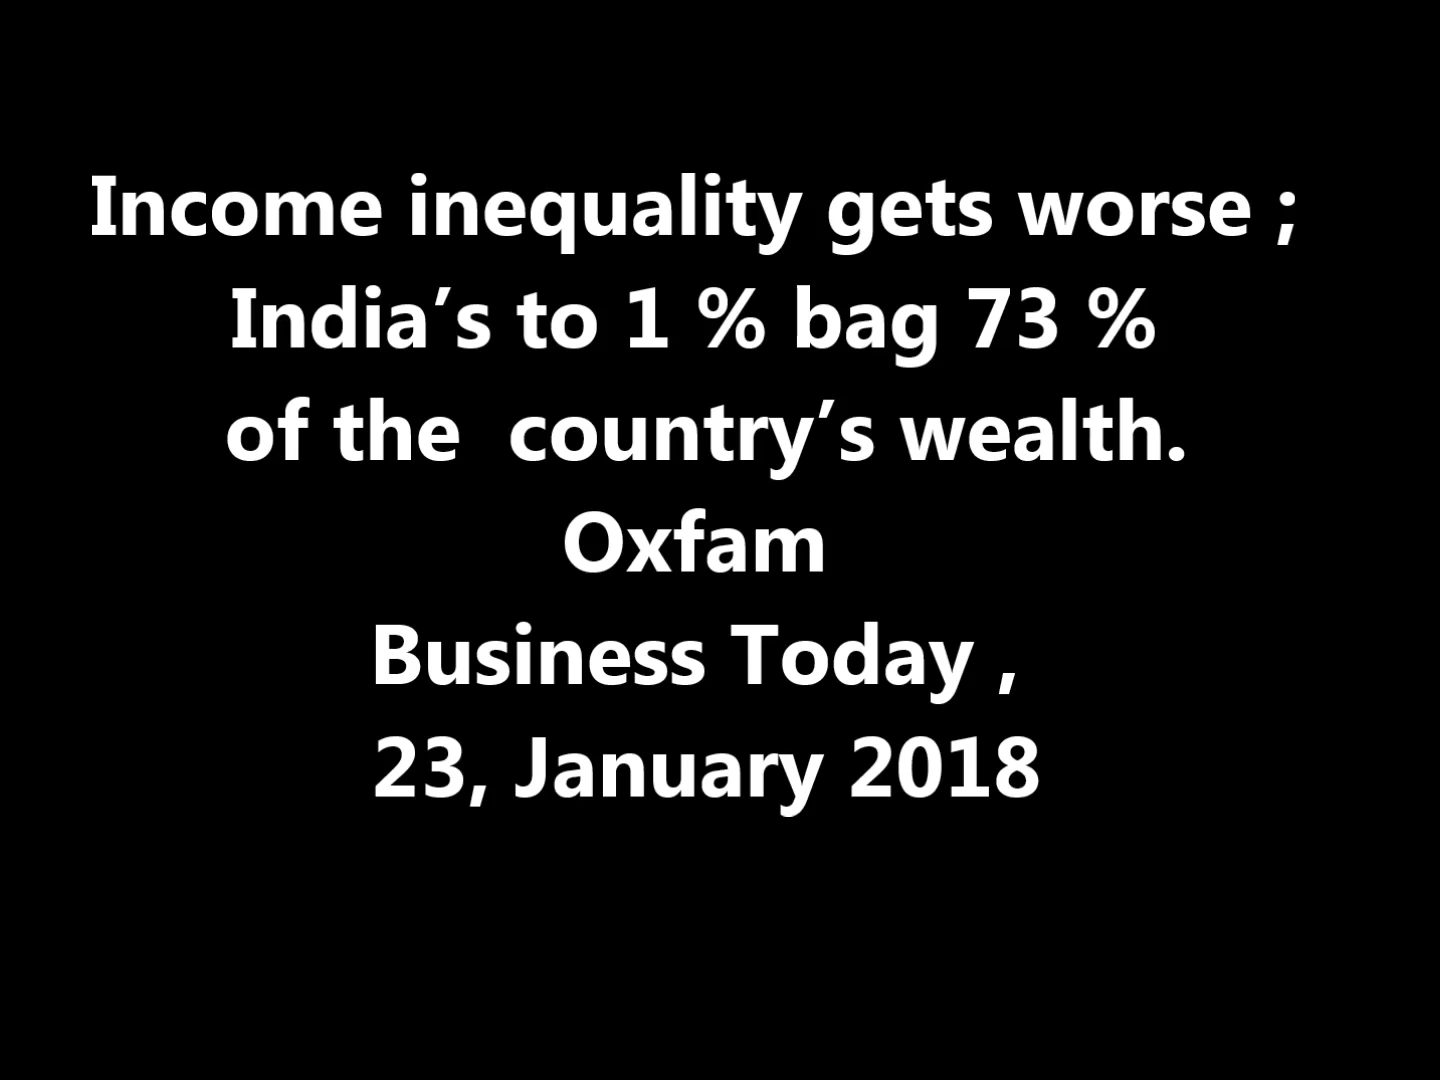 Income inequality gets worse ;
India’s to 1 % bag 73 %
of the  country’s wealth.
Oxfam
Business Today ,
23, January 2018